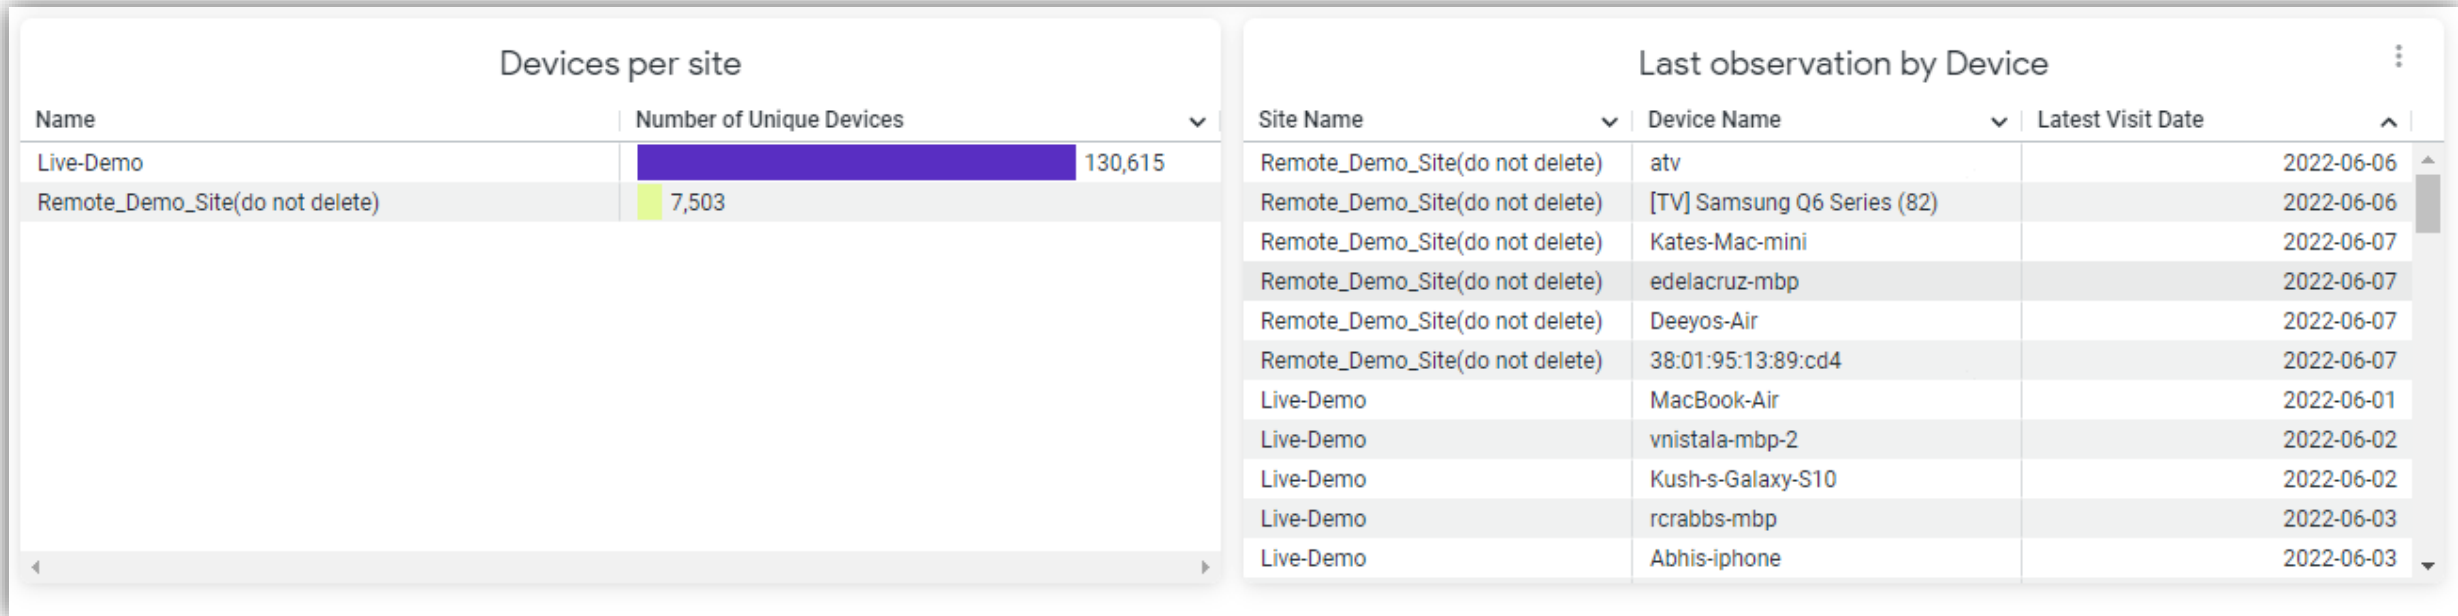 Devices per site
Name Number of Unique Devices
Live-Demo 130,615
Remote_Demo_Site(do not delete) 7,503
Last observation by Device
Site Name Device Name Latest Visit Date
Remote_Demo_Site(do not delete) atv 2022-06-06
Remote_Demo_Site(do not delete) [TV] Samsung Q6 Series (82) 2022-06-06
Remote_Demo_Site(do not delete) Kates-Mac-mini 2022-06-07
Remote_Demo_Site(do not delete) edelacruz-mbp 2022-06-07
Remote_Demo_Site(do not delete) Deeyos-Air 2022-06-07
Remote_Demo_Site(do not delete) 38:01:95:13:89:cd4 2022-06-07
Live-Demo MacBook-Air 2022-06-01
Live-Demo vnistala-mbp-2 2022-06-02
Live-Demo Kush-s-Galaxy-S10 2022-06-02
Live-Demo rcrabbs-mbp 2022-06-03
Live-Demo Abhis-iphone 2022-06-03